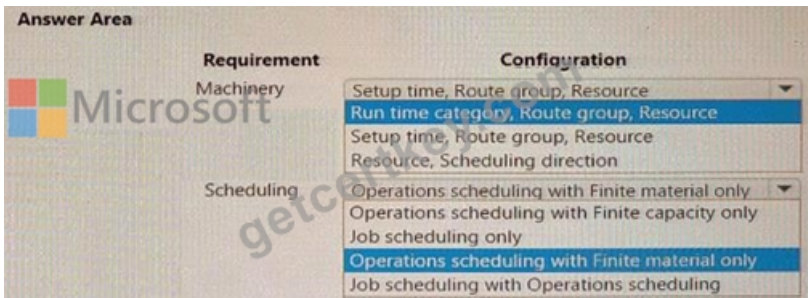 Answer Area
Requirement Configuration
Machinery Setup time, Route group, Resource
Microsoft Run time category, Route group, Resource
Setup time, Route group, Resource
Resource, Scheduling direction
Scheduling Operations scheduling with Finite material only
Operations scheduling with Finite capacity only
Job scheduling only
Operations scheduling with Finite material only
Job scheduling with Operations scheduling
getcertkey.com